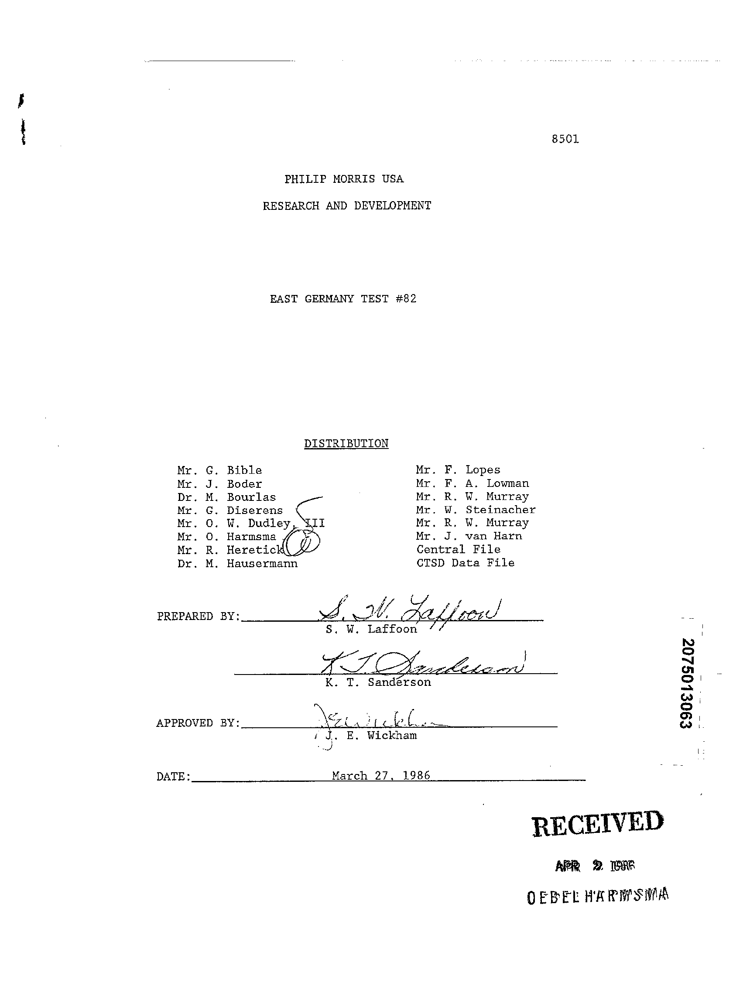 8501
PHILIP MORRIS USA
RESEARCH AND DEVELOPMENT
EAST GERMANY TEST #82
DISTRIBUTION
Mr. G. Bible
Mr. J. Boder
Dr. M. Bourlas
Mr. G. Diserens
Mr. O. W. Dudley, III
Mr. O. Harmsma
Mr. R. Heretick
Dr. M. Hausermann
Mr. F. Lopes
Mr. F. A. Lowman
Mr. R. W. Murray
Mr. W. Steinacher
Mr. R. W. Murray
Mr. J. van Harn
Central File
CTSD Data File
PREPARED BY: S. W. Laffoon
S. W. Laffoon
K T Sanderson
K. T. Sanderson
APPROVED BY: J E Wickham
J. E. Wickham
DATE: March 27, 1986
2075013063
RECEIVED
APR 2 1986
OEBEL HARMSMA